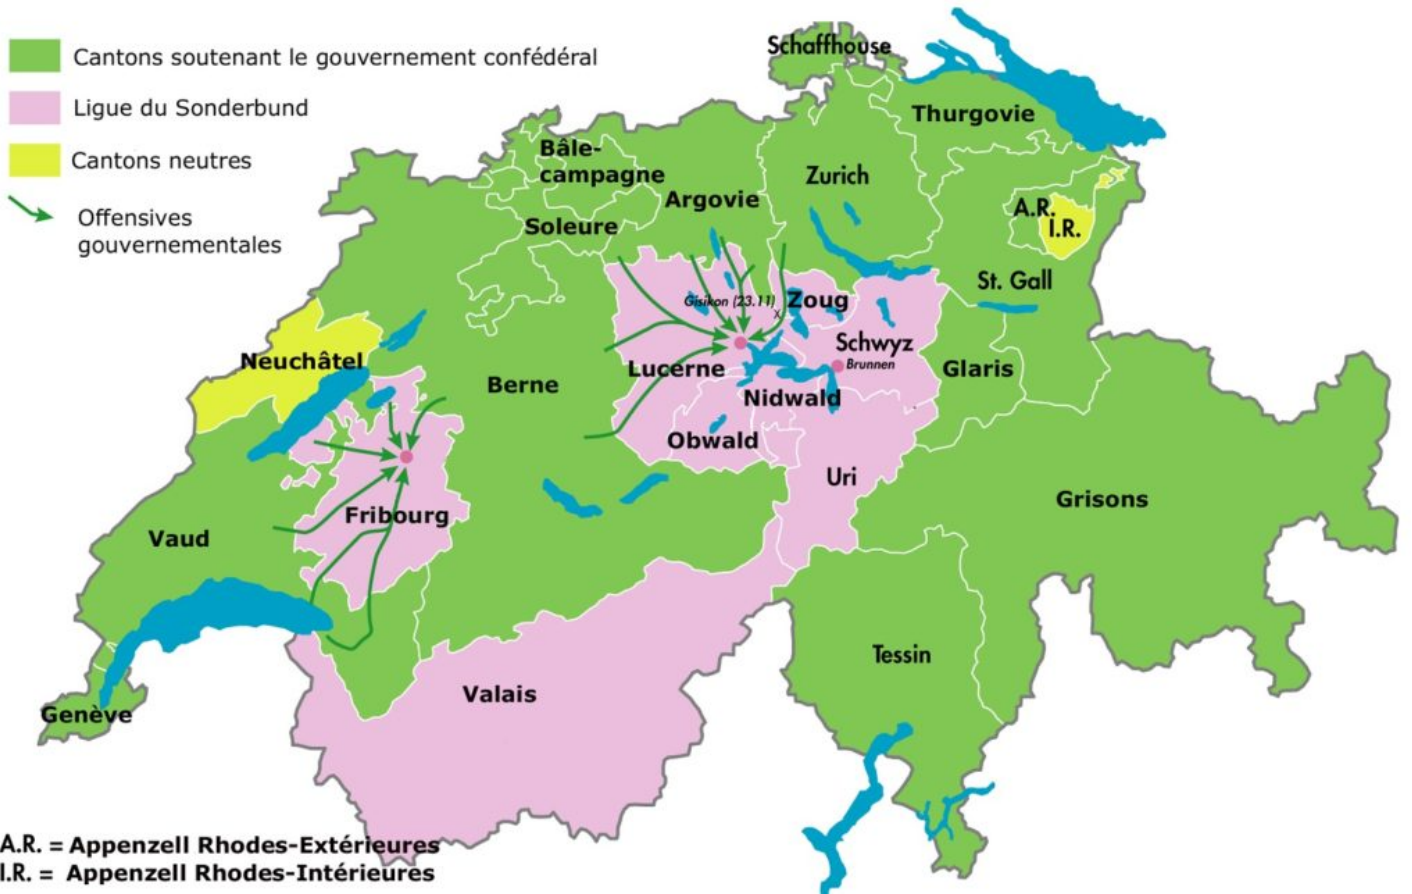 Cantons soutenant le gouvernement confédéral
Ligue du Sonderbund
Cantons neutres
Offensives
gouvernementales
Schaffhouse
Thurgovie
Bâle-
campagne
Zurich
Argovie
Soleure
A.R.
I.R.
St. Gall
Gisikon (23.11)
X
Zoug
Schwyz
Brunnen
Neuchâtel
Lucerne
Glaris
Berne
Nidwald
Obwald
Uri
Grisons
Fribourg
Vaud
Tessin
Valais
Genève
A.R. = Appenzell Rhodes-Extérieures
I.R. = Appenzell Rhodes-Intérieures